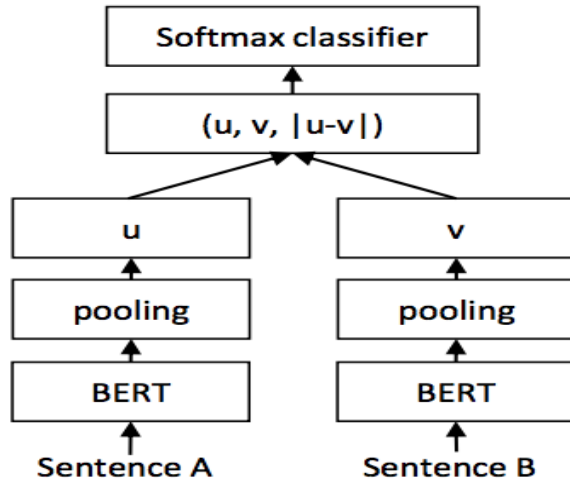 Softmax classifier
(u, v, |u-v|)
u
v
pooling
pooling
BERT
BERT
Sentence A
Sentence B